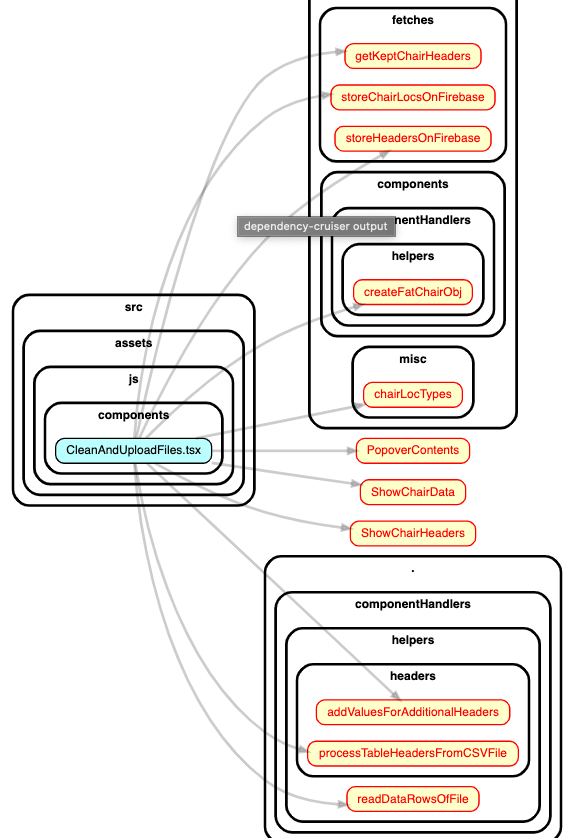 fetches
getKeptChairHeaders
storeChairLocsOnFirebase
storeHeadersOnFirebase
components
dependency-cruiser output
nentHandlers
helpers
createFatChairObj
misc
chairLocTypes
src
assets
js
components
CleanAndUploadFiles.tsx
PopoverContents
ShowChairData
ShowChairHeaders
.
componentHandlers
helpers
headers
addValuesForAdditionalHeaders
processTableHeadersFromCSVFile
readDataRowsOfFile